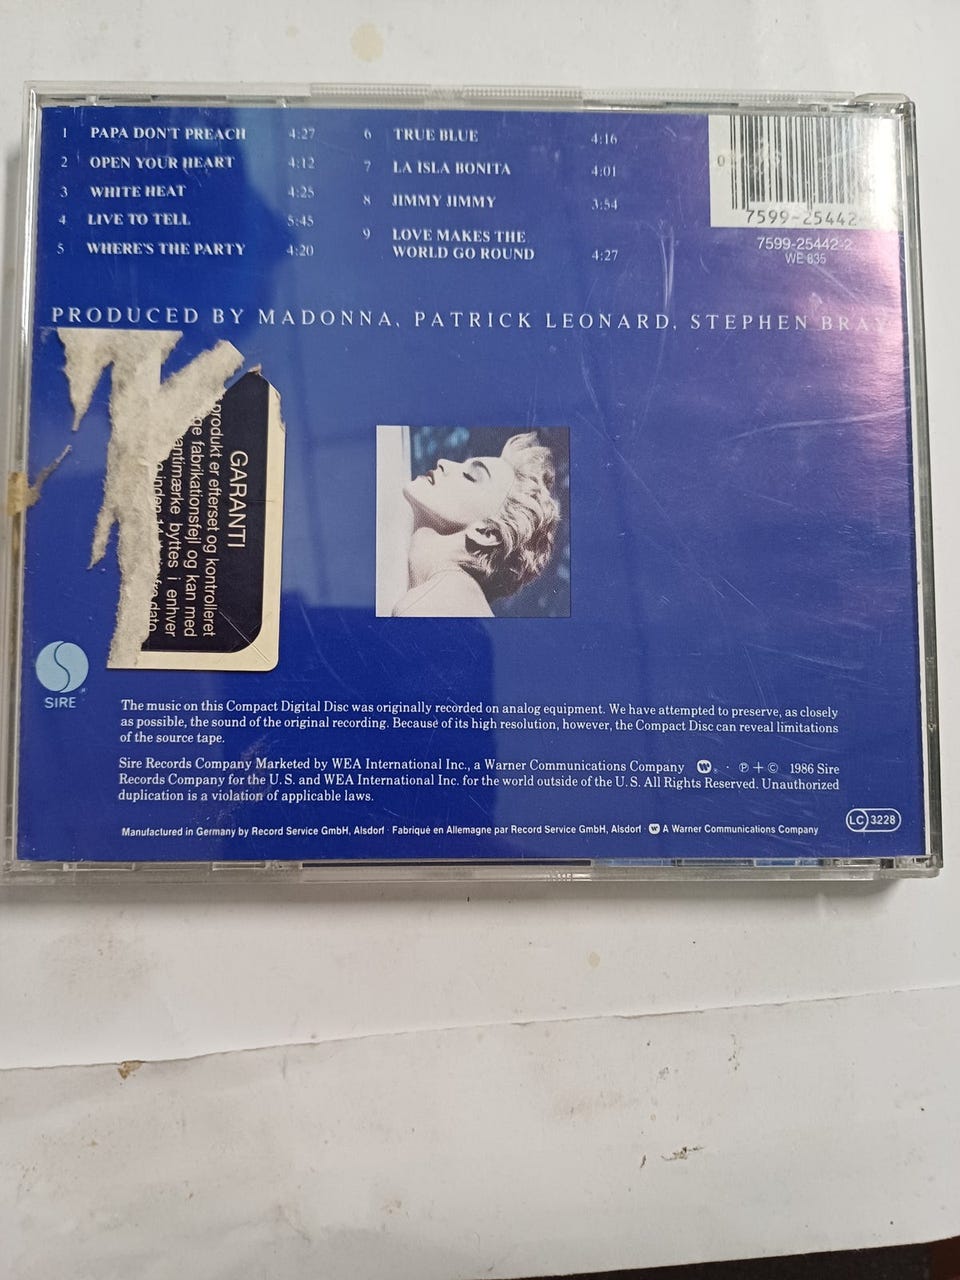 1 PAPA DON'T PREACH 4:27
2 OPEN YOUR HEART 4:12
3 WHITE HEAT 4:25
4 LIVE TO TELL 5:45
5 WHERE'S THE PARTY 4:20
6 TRUE BLUE 4:16
7 LA ISLA BONITA 4:01
8 JIMMY JIMMY 3:54
9 LOVE MAKES THE
WORLD GO ROUND 4:27
0
7599-25442-
7599-25442-2
WE 835
PRODUCED BY MADONNA, PATRICK LEONARD, STEPHEN BRAY
GARANTI
produkt er efterset og kontrolleret
fabrikationsfejl og kan med
byttes i enhver
inden 14 fra dato
SIRE
The music on this Compact Digital Disc was originally recorded on analog equipment. We have attempted to preserve, as closely
as possible, the sound of the original recording. Because of its high resolution, however, the Compact Disc can reveal limitations
of the source tape.
Sire Records Company Marketed by WEA International Inc., a Warner Communications Company ® · ℗ + © 1986 Sire
Records Company for the U.S. and WEA International Inc. for the world outside of the U.S. All Rights Reserved. Unauthorized
duplication is a violation of applicable laws.
Manufactured in Germany by Record Service GmbH, Alsdorf · Fabriqué en Allemagne par Record Service GmbH, Alsdorf · A Warner Communications Company
LC 3228